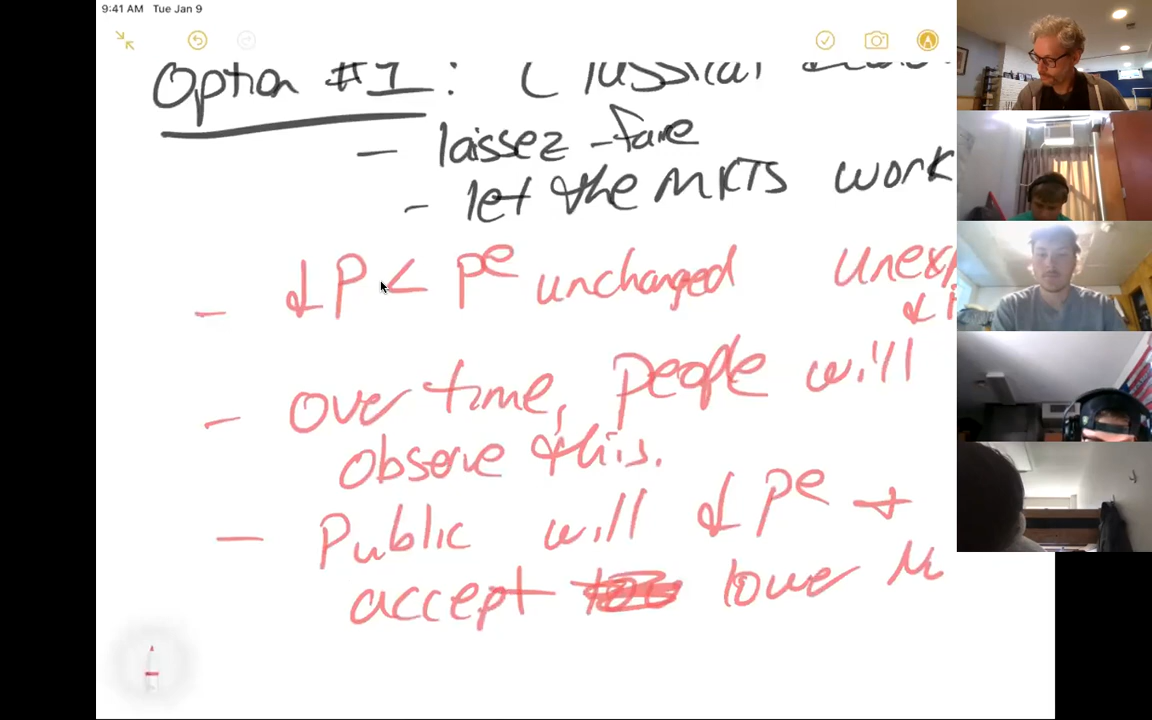 9:41 AM Tue Jan 9
Option #1 : Classical
- laissez-faire
- let the MKTS work
- ↓ P < Pe unchanged
- over time, people will
observe this.
- Public will ↓ Pe +
accept lower